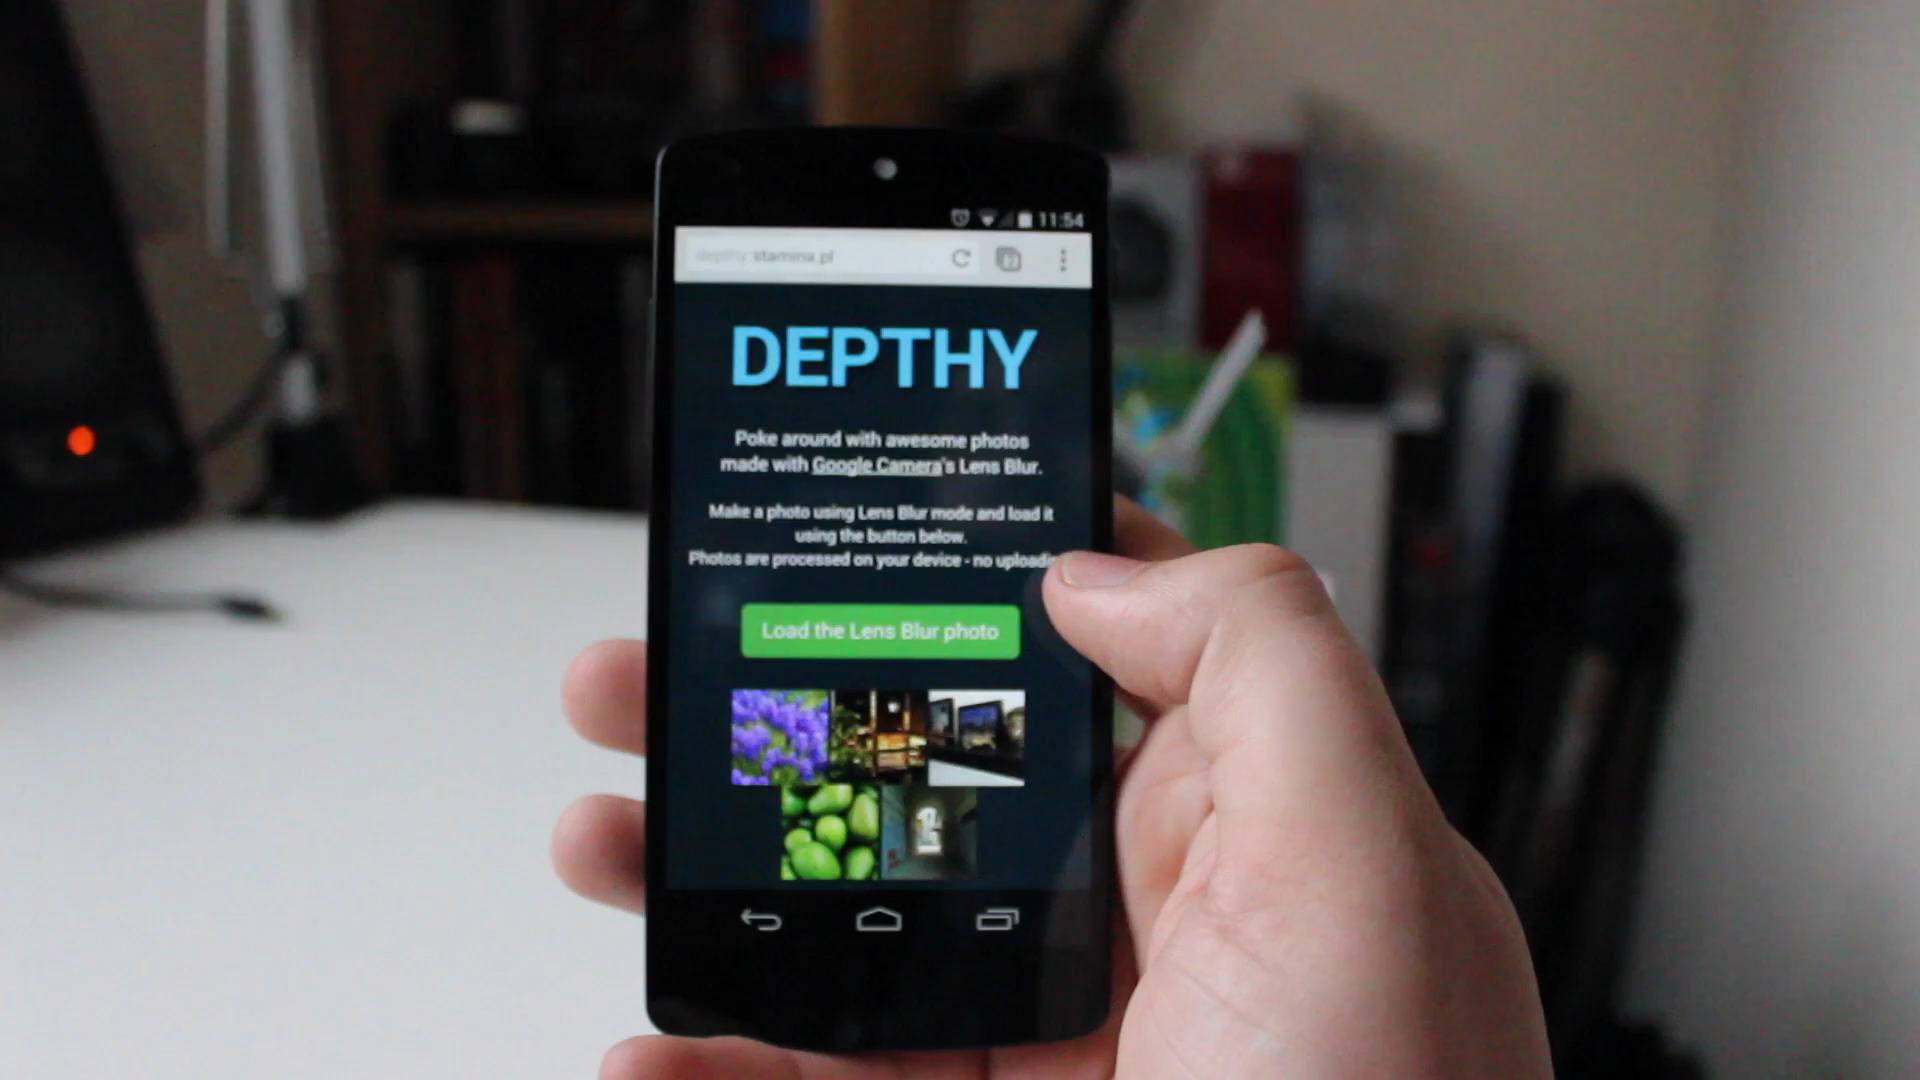 11:54
depthy.stamina.pl
DEPTHY
Poke around with awesome photos
made with Google Camera's Lens Blur.
Make a photo using Lens Blur mode and load it
using the button below.
Photos are processed on your device - no uploadi
Load the Lens Blur photo